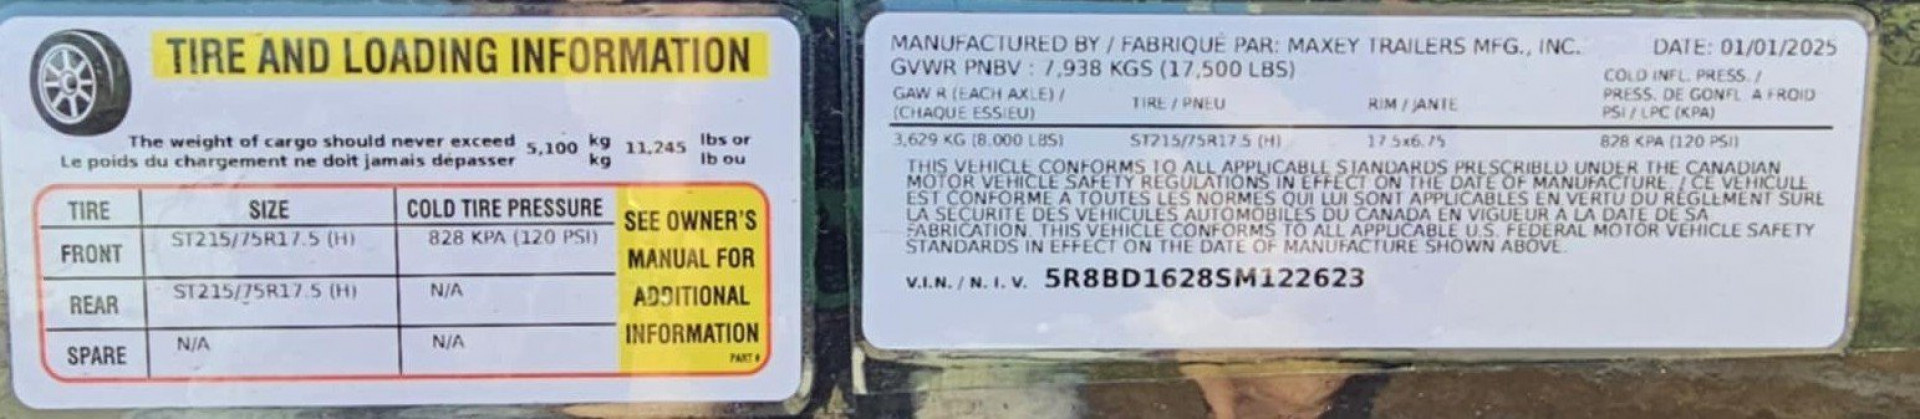 TIRE AND LOADING INFORMATION
The weight of cargo should never exceed 5,100 kg 11,245 lbs or
Le poids du chargement ne doit jamais dépasser kg lb ou
TIRE SIZE COLD TIRE PRESSURE
FRONT ST215/75R17.5 (H) 828 KPA (120 PSI)
REAR ST215/75R17.5 (H) N/A
SPARE N/A N/A
SEE OWNER'S
MANUAL FOR
ADDITIONAL
INFORMATION
PART #
MANUFACTURED BY / FABRIQUÉ PAR: MAXEY TRAILERS MFG., INC. DATE: 01/01/2025
GVWR PNBV : 7,938 KGS (17,500 LBS)
GAW R (EACH AXLE) / TIRE / PNEU RIM / JANTE COLD INFL. PRESS. /
(CHAQUE ESSIEU) PRESS. DE GONFL A FROID
PSI / LPC (KPA)
3,629 KG (8,000 LBS) ST215/75R17.5 (H) 17.5x6.75 828 KPA (120 PSI)
THIS VEHICLE CONFORMS TO ALL APPLICABLE STANDARDS PRESCRIBED UNDER THE CANADIAN
MOTOR VEHICLE SAFETY REGULATIONS IN EFFECT ON THE DATE OF MANUFACTURE. / CE VEHICULE
EST CONFORME A TOUTES LES NORMES QUI LUI SONT APPLICABLES EN VERTU DU REGLEMENT SURE
LA SECURITE DES VEHICULES AUTOMOBILES DU CANADA EN VIGUEUR A LA DATE DE SA
FABRICATION. THIS VEHICLE CONFORMS TO ALL APPLICABLE U.S. FEDERAL MOTOR VEHICLE SAFETY
STANDARDS IN EFFECT ON THE DATE OF MANUFACTURE SHOWN ABOVE.
V.I.N. / N. I. V. 5R8BD1628SM122623